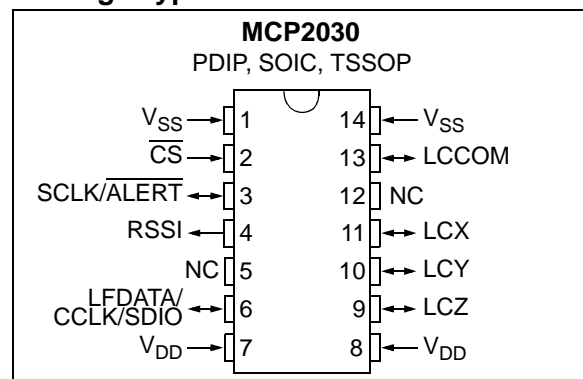 MCP2030
PDIP, SOIC, TSSOP
VSS 1 14 VSS
CS 2 13 LCCOM
SCLK/ALERT 3 12 NC
RSSI 4 11 LCX
NC 5 10 LCY
LFDATA/
CCLK/SDIO 6 9 LCZ
VDD 7 8 VDD